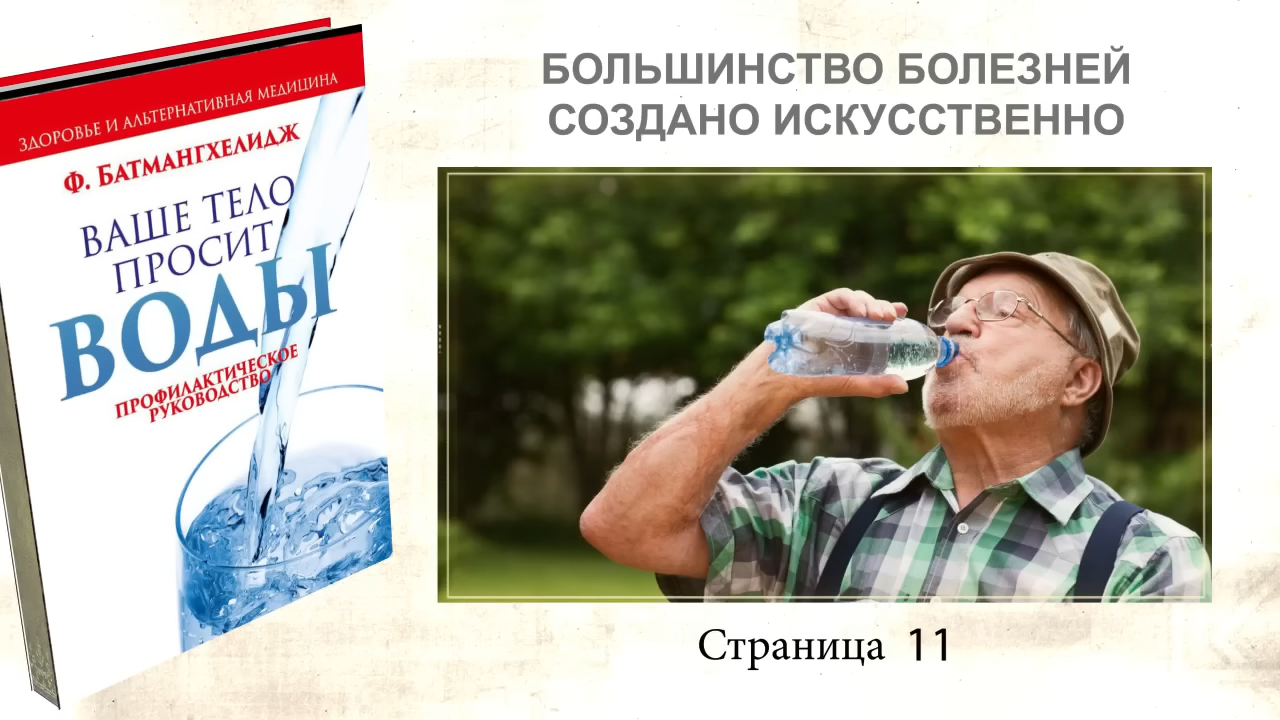 ЗДОРОВЬЕ И АЛЬТЕРНАТИВНАЯ МЕДИЦИНА
Ф. БАТМАНГХЕЛИДЖ
ВАШЕ ТЕЛО
ПРОСИТ
ВОДЫ
ПРОФИЛАКТИЧЕСКОЕ
РУКОВОДСТВО
БОЛЬШИНСТВО БОЛЕЗНЕЙ
СОЗДАНО ИСКУССТВЕННО
Страница 11